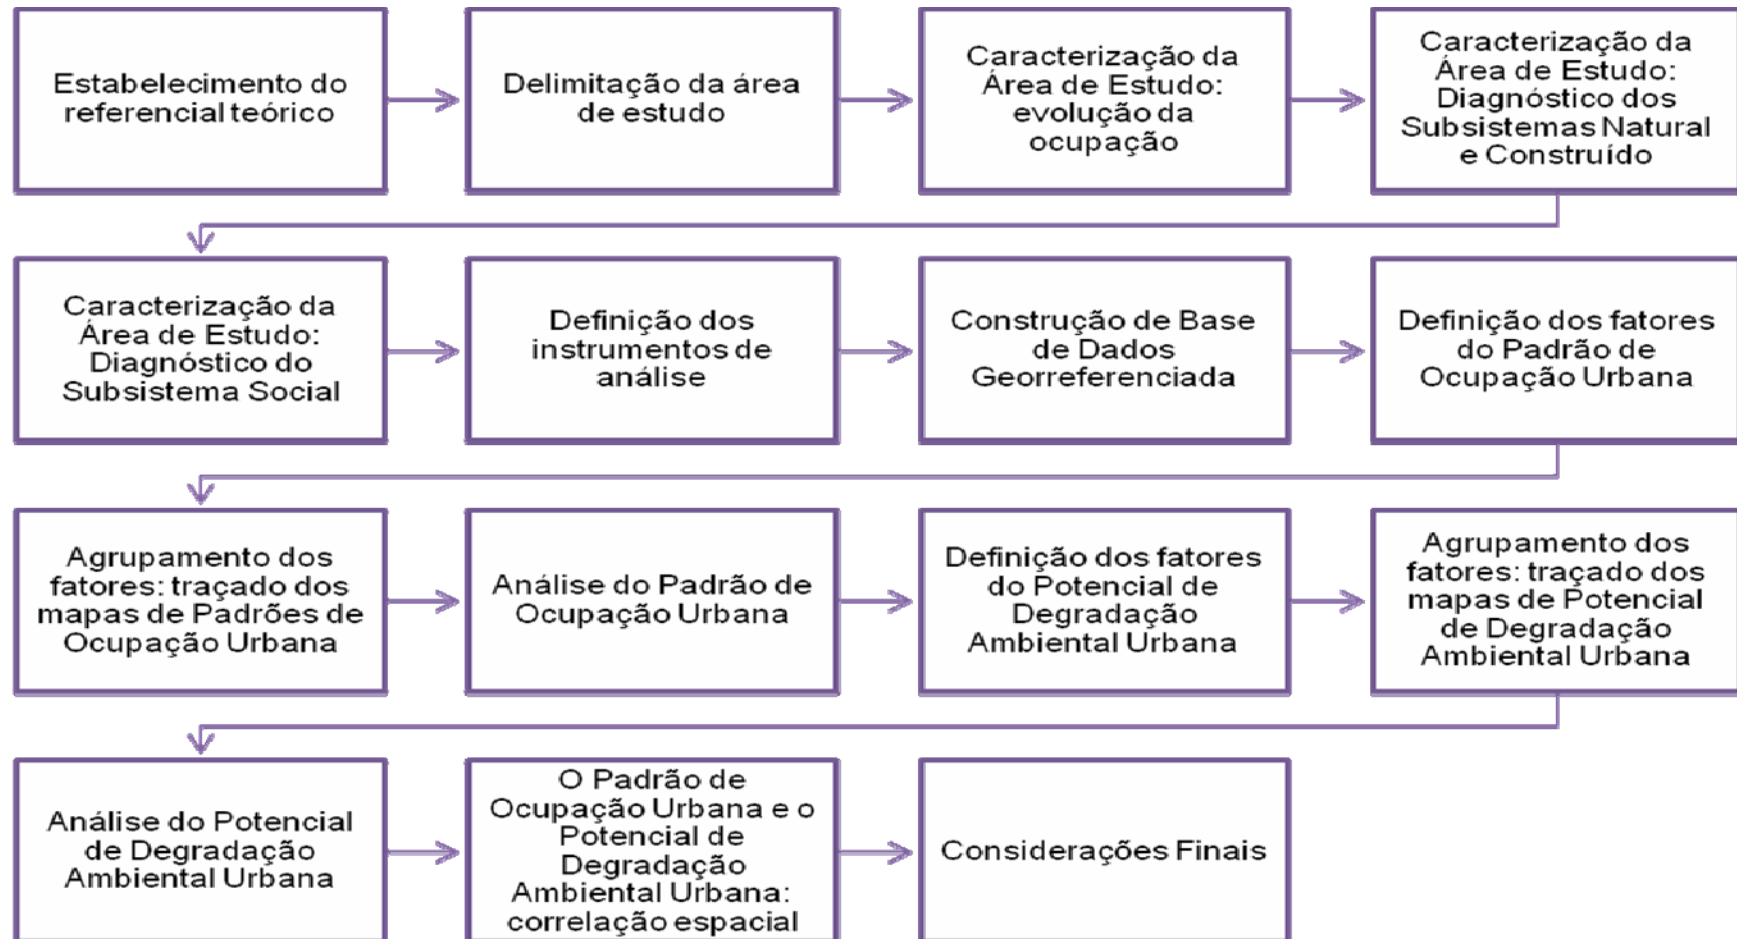 Estabelecimento do
referencial teórico
Delimitação da área
de estudo
Caracterização da
Área de Estudo:
evolução da
ocupação
Caracterização da
Área de Estudo:
Diagnóstico dos
Subsistemas Natural
e Construído
Caracterização da
Área de Estudo:
Diagnóstico do
Subsistema Social
Definição dos
instrumentos de
análise
Construção de Base
de Dados
Georreferenciada
Definição dos fatores
do Padrão de
Ocupação Urbana
Agrupamento dos
fatores: traçado dos
mapas de Padrões de
Ocupação Urbana
Análise do Padrão de
Ocupação Urbana
Definição dos fatores
do Potencial de
Degradação
Ambiental Urbana
Agrupamento dos
fatores: traçado dos
mapas de Potencial
de Degradação
Ambiental Urbana
Análise do Potencial
de Degradação
Ambiental Urbana
O Padrão de
Ocupação Urbana e o
Potencial de
Degradação
Ambiental Urbana:
correlação espacial
Considerações Finais